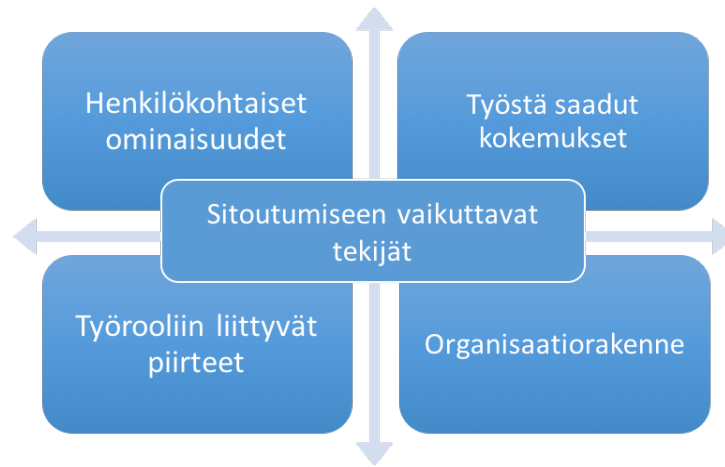 Henkilökohtaiset
ominaisuudet
Työstä saadut
kokemukset
Sitoutumiseen vaikuttavat
tekijät
Työrooliin liittyvät
piirteet
Organisaatiorakenne